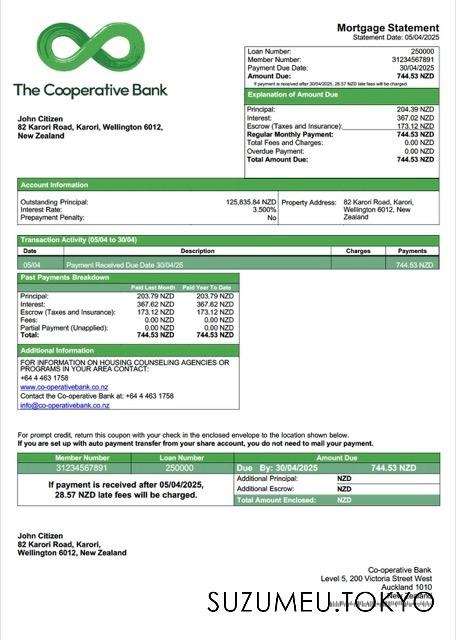 Mortgage Statement
Statement Date: 05/04/2025
The Cooperative Bank
Loan Number: 250000
Member Number: 31234567891
Payment Due Date: 30/04/2025
Amount Due: 744.53 NZD
If payment is received after 30/04/2025, 28.57 NZD late fees will be charged.
Explanation of Amount Due
Principal: 204.39 NZD
Interest: 367.02 NZD
Escrow (Taxes and Insurance): 173.12 NZD
Regular Monthly Payment: 744.53 NZD
Total Fees and Charges: 0.00 NZD
Overdue Payment: 0.00 NZD
Total Amount Due: 744.53 NZD
John Citizen
82 Karori Road, Karori, Wellington 6012,
New Zealand
Account Information
Outstanding Principal: 125,835.84 NZD
Interest Rate: 3.500%
Prepayment Penalty: No
Property Address: 82 Karori Road, Karori,
Wellington 6012, New
Zealand
Transaction Activity (05/04 to 30/04)
Date Description Charges Payments
05/04 Payment Received Due Date 30/04/25 744.53 NZD
Past Payments Breakdown
Paid Last Month Paid Year To Date
Principal: 203.79 NZD 203.79 NZD
Interest: 367.62 NZD 367.62 NZD
Escrow (Taxes and Insurance): 173.12 NZD 173.12 NZD
Fees: 0.00 NZD 0.00 NZD
Partial Payment (Unapplied): 0.00 NZD 0.00 NZD
Total: 744.53 NZD 744.53 NZD
Additional Information
FOR INFORMATION ON HOUSING COUNSELING AGENCIES OR
PROGRAMS IN YOUR AREA CONTACT:
+64 4 463 1758
www.co-operativebank.co.nz
Contact the Co-operative Bank at: +64 4 463 1758
info@co-operativebank.co.nz
For prompt credit, return this coupon with your check in the enclosed envelope to the location shown below.
If you are set up with auto payment transfer from your share account, you do not need to mail your payment.
Member Number Loan Number Amount Due
31234567891 250000 Due By: 30/04/2025 744.53 NZD
If payment is received after 05/04/2025,
28.57 NZD late fees will be charged.
Additional Principal: NZD
Additional Escrow: NZD
Total Amount Enclosed: NZD
John Citizen
82 Karori Road, Karori,
Wellington 6012, New Zealand
Co-operative Bank
Level 5, 200 Victoria Street West
Auckland 1010
New Zealand
SUZUMEU.TOKYO